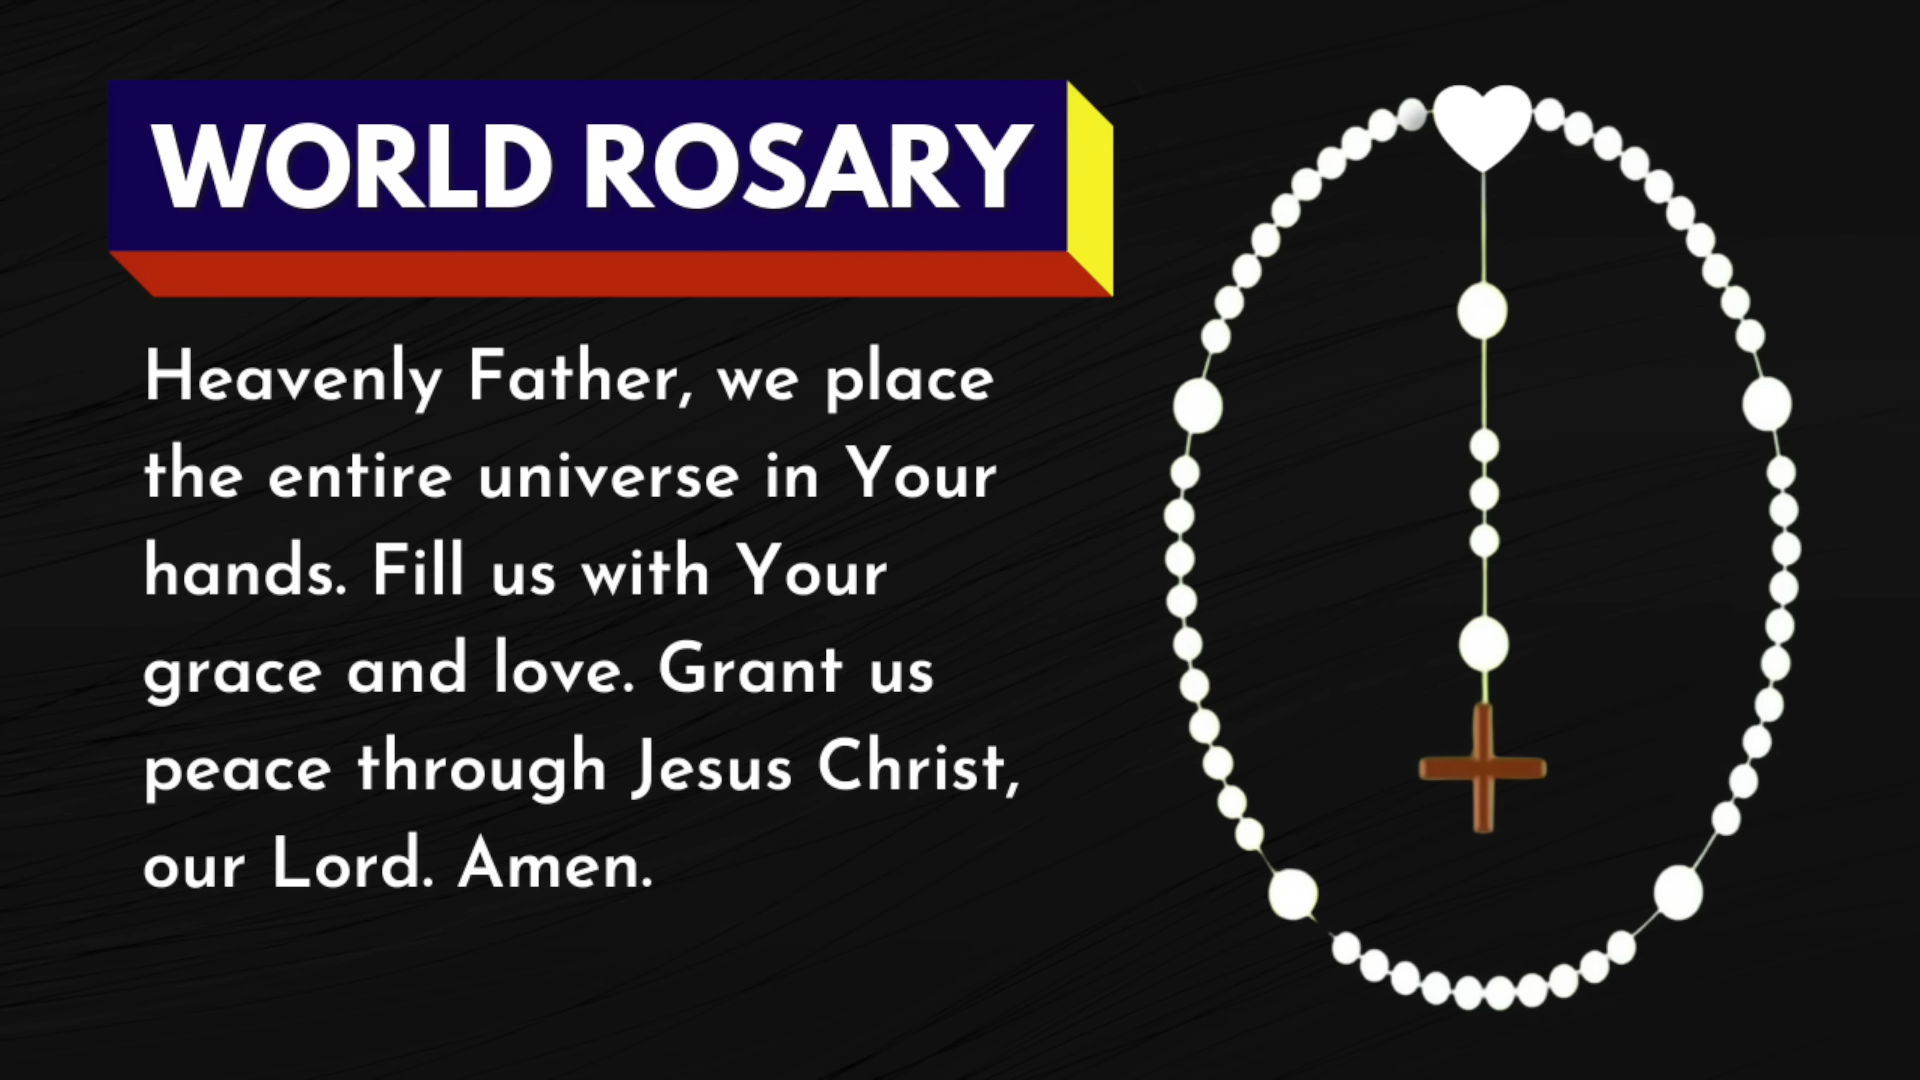 WORLD ROSARY
Heavenly Father, we place
the entire universe in Your
hands. Fill us with Your
grace and love. Grant us
peace through Jesus Christ,
our Lord. Amen.